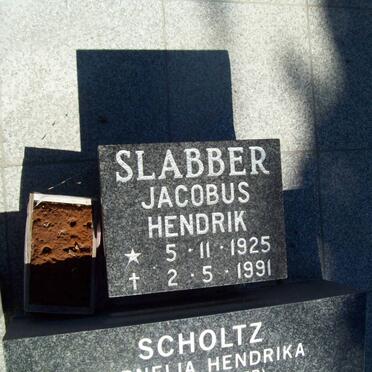 SLABBER
JACOBUS
HENDRIK
★ 5·11·1925
✝ 2·5·1991
SCHOLTZ
HENDRIKA